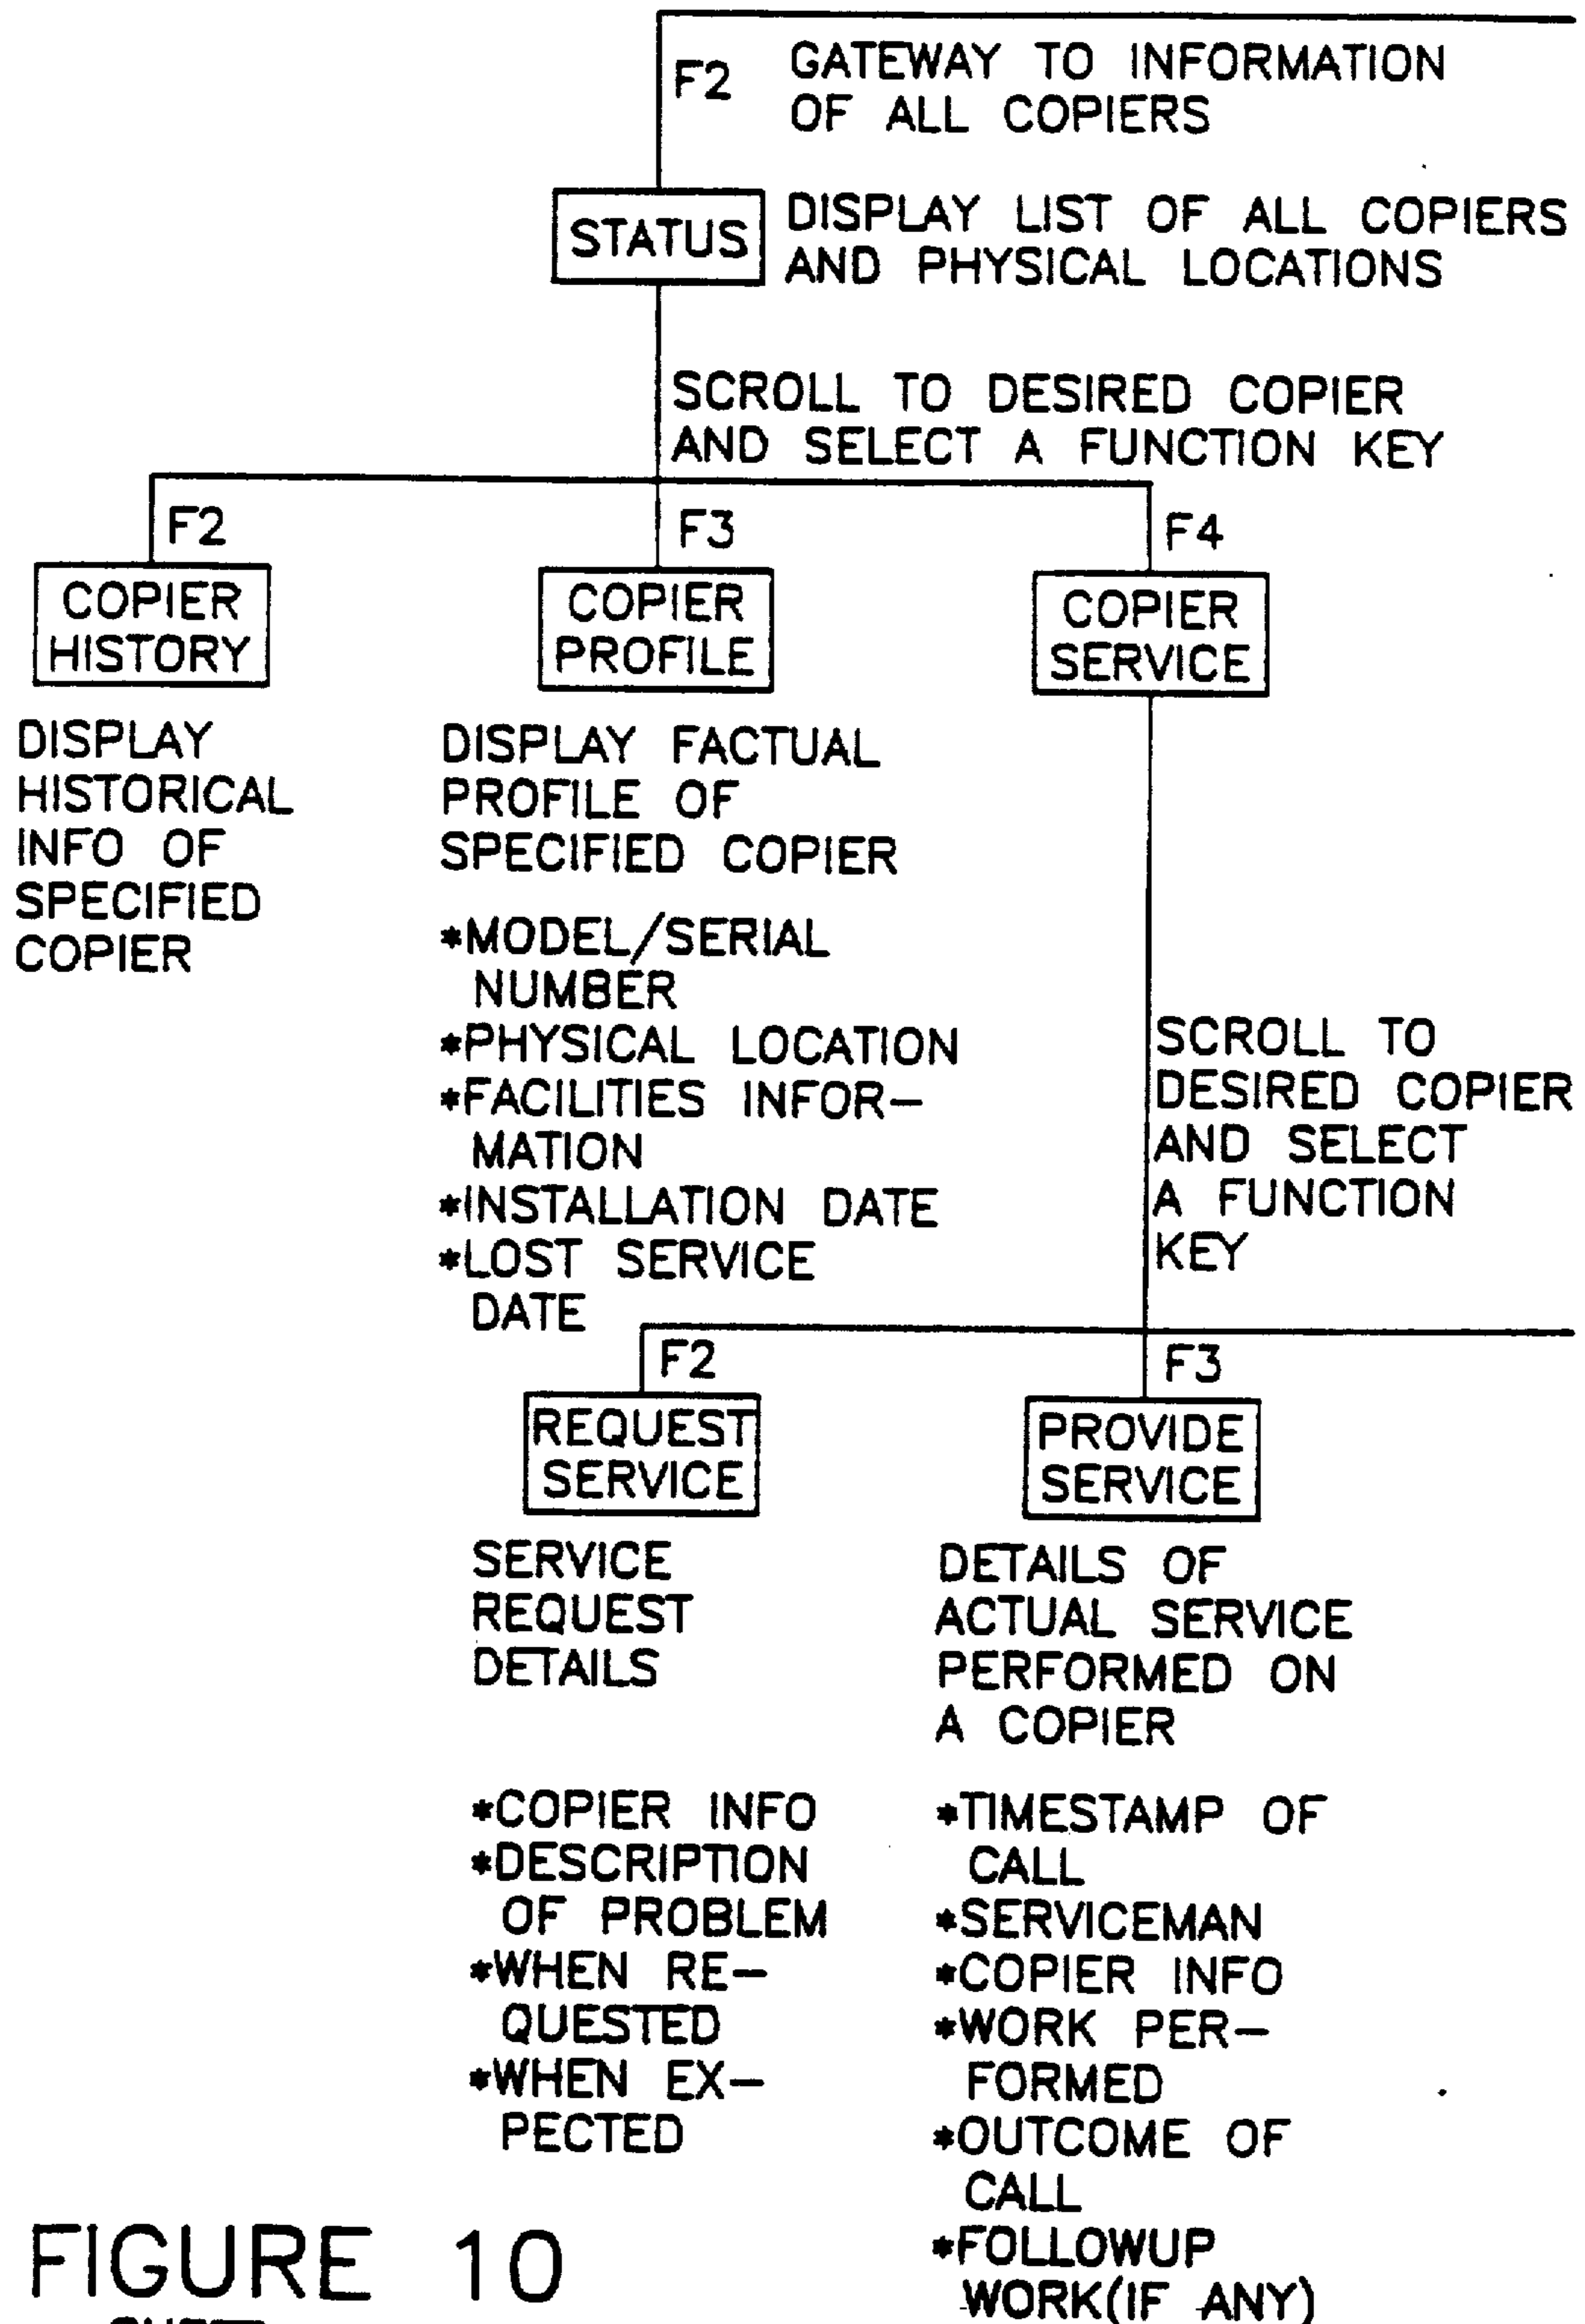 F2
GATEWAY TO INFORMATION
OF ALL COPIERS
STATUS
DISPLAY LIST OF ALL COPIERS
AND PHYSICAL LOCATIONS
SCROLL TO DESIRED COPIER
AND SELECT A FUNCTION KEY
F2
COPIER
HISTORY
DISPLAY
HISTORICAL
INFO OF
SPECIFIED
COPIER
F3
COPIER
PROFILE
DISPLAY FACTUAL
PROFILE OF
SPECIFIED COPIER
*MODEL/SERIAL
NUMBER
*PHYSICAL LOCATION
*FACILITIES INFOR-
MATION
*INSTALLATION DATE
*LOST SERVICE
DATE
F4
COPIER
SERVICE
SCROLL TO
DESIRED COPIER
AND SELECT
A FUNCTION
KEY
F2
REQUEST
SERVICE
SERVICE
REQUEST
DETAILS
*COPIER INFO
*DESCRIPTION
OF PROBLEM
*WHEN RE-
QUESTED
*WHEN EX-
PECTED
F3
PROVIDE
SERVICE
DETAILS OF
ACTUAL SERVICE
PERFORMED ON
A COPIER
*TIMESTAMP OF
CALL
*SERVICEMAN
*COPIER INFO
*WORK PER-
FORMED
*OUTCOME OF
CALL
*FOLLOWUP
WORK(IF ANY)
FIGURE 10